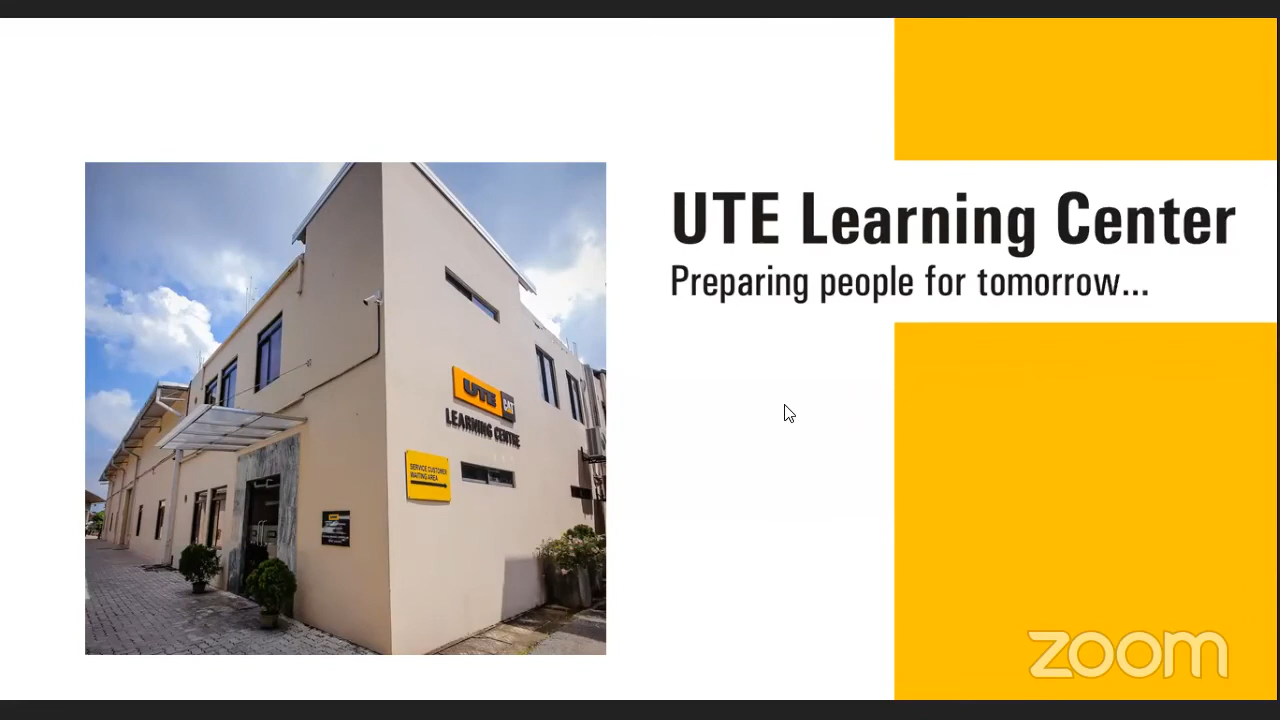 UTE Learning Center
Preparing people for tomorrow...
UTE CAT
LEARNING CENTRE
SERVICE CUSTOMER
WAITING AREA
zoom